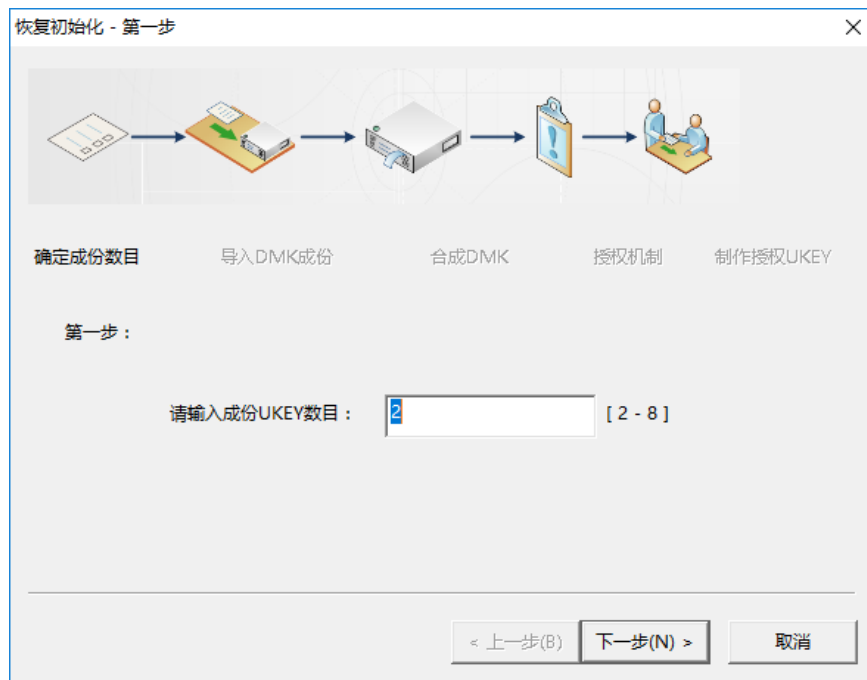 恢复初始化 - 第一步
确定成份数目 导入DMK成份 合成DMK 授权机制 制作授权UKEY
第一步：
请输入成份UKEY数目： 2 [ 2 - 8 ]
< 上一步(B) 下一步(N) > 取消